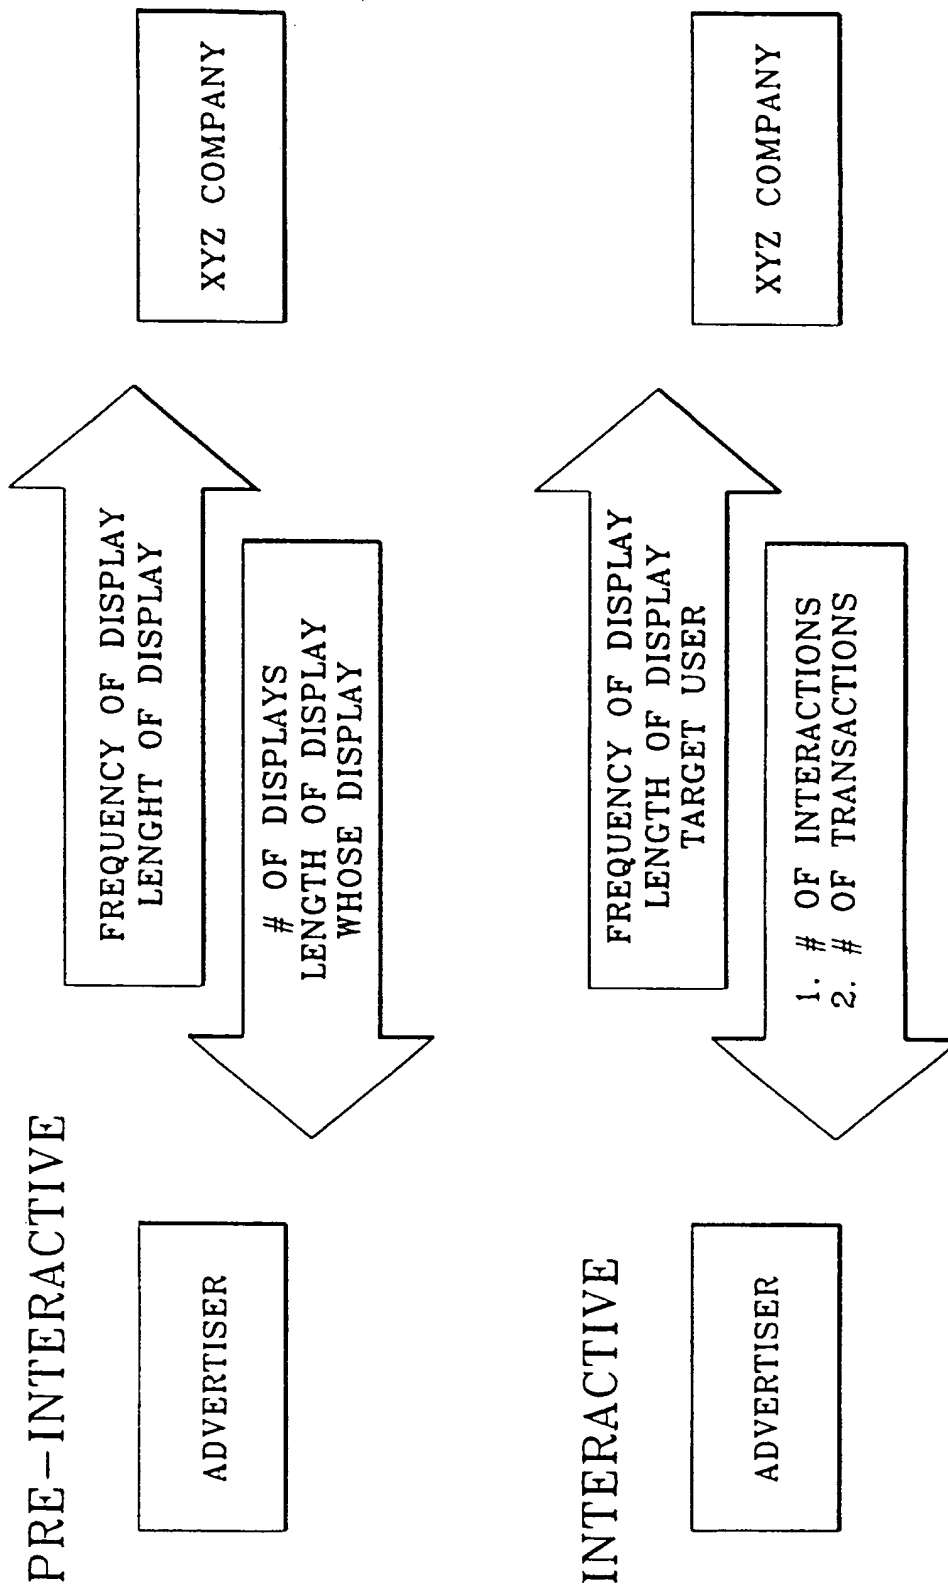 PRE-INTERACTIVE
ADVERTISER
FREQUENCY OF DISPLAY
LENGHT OF DISPLAY
# OF DISPLAYS
LENGTH OF DISPLAY
WHOSE DISPLAY
XYZ COMPANY
INTERACTIVE
ADVERTISER
FREQUENCY OF DISPLAY
LENGTH OF DISPLAY
TARGET USER
1. # OF INTERACTIONS
2. # OF TRANSACTIONS
XYZ COMPANY